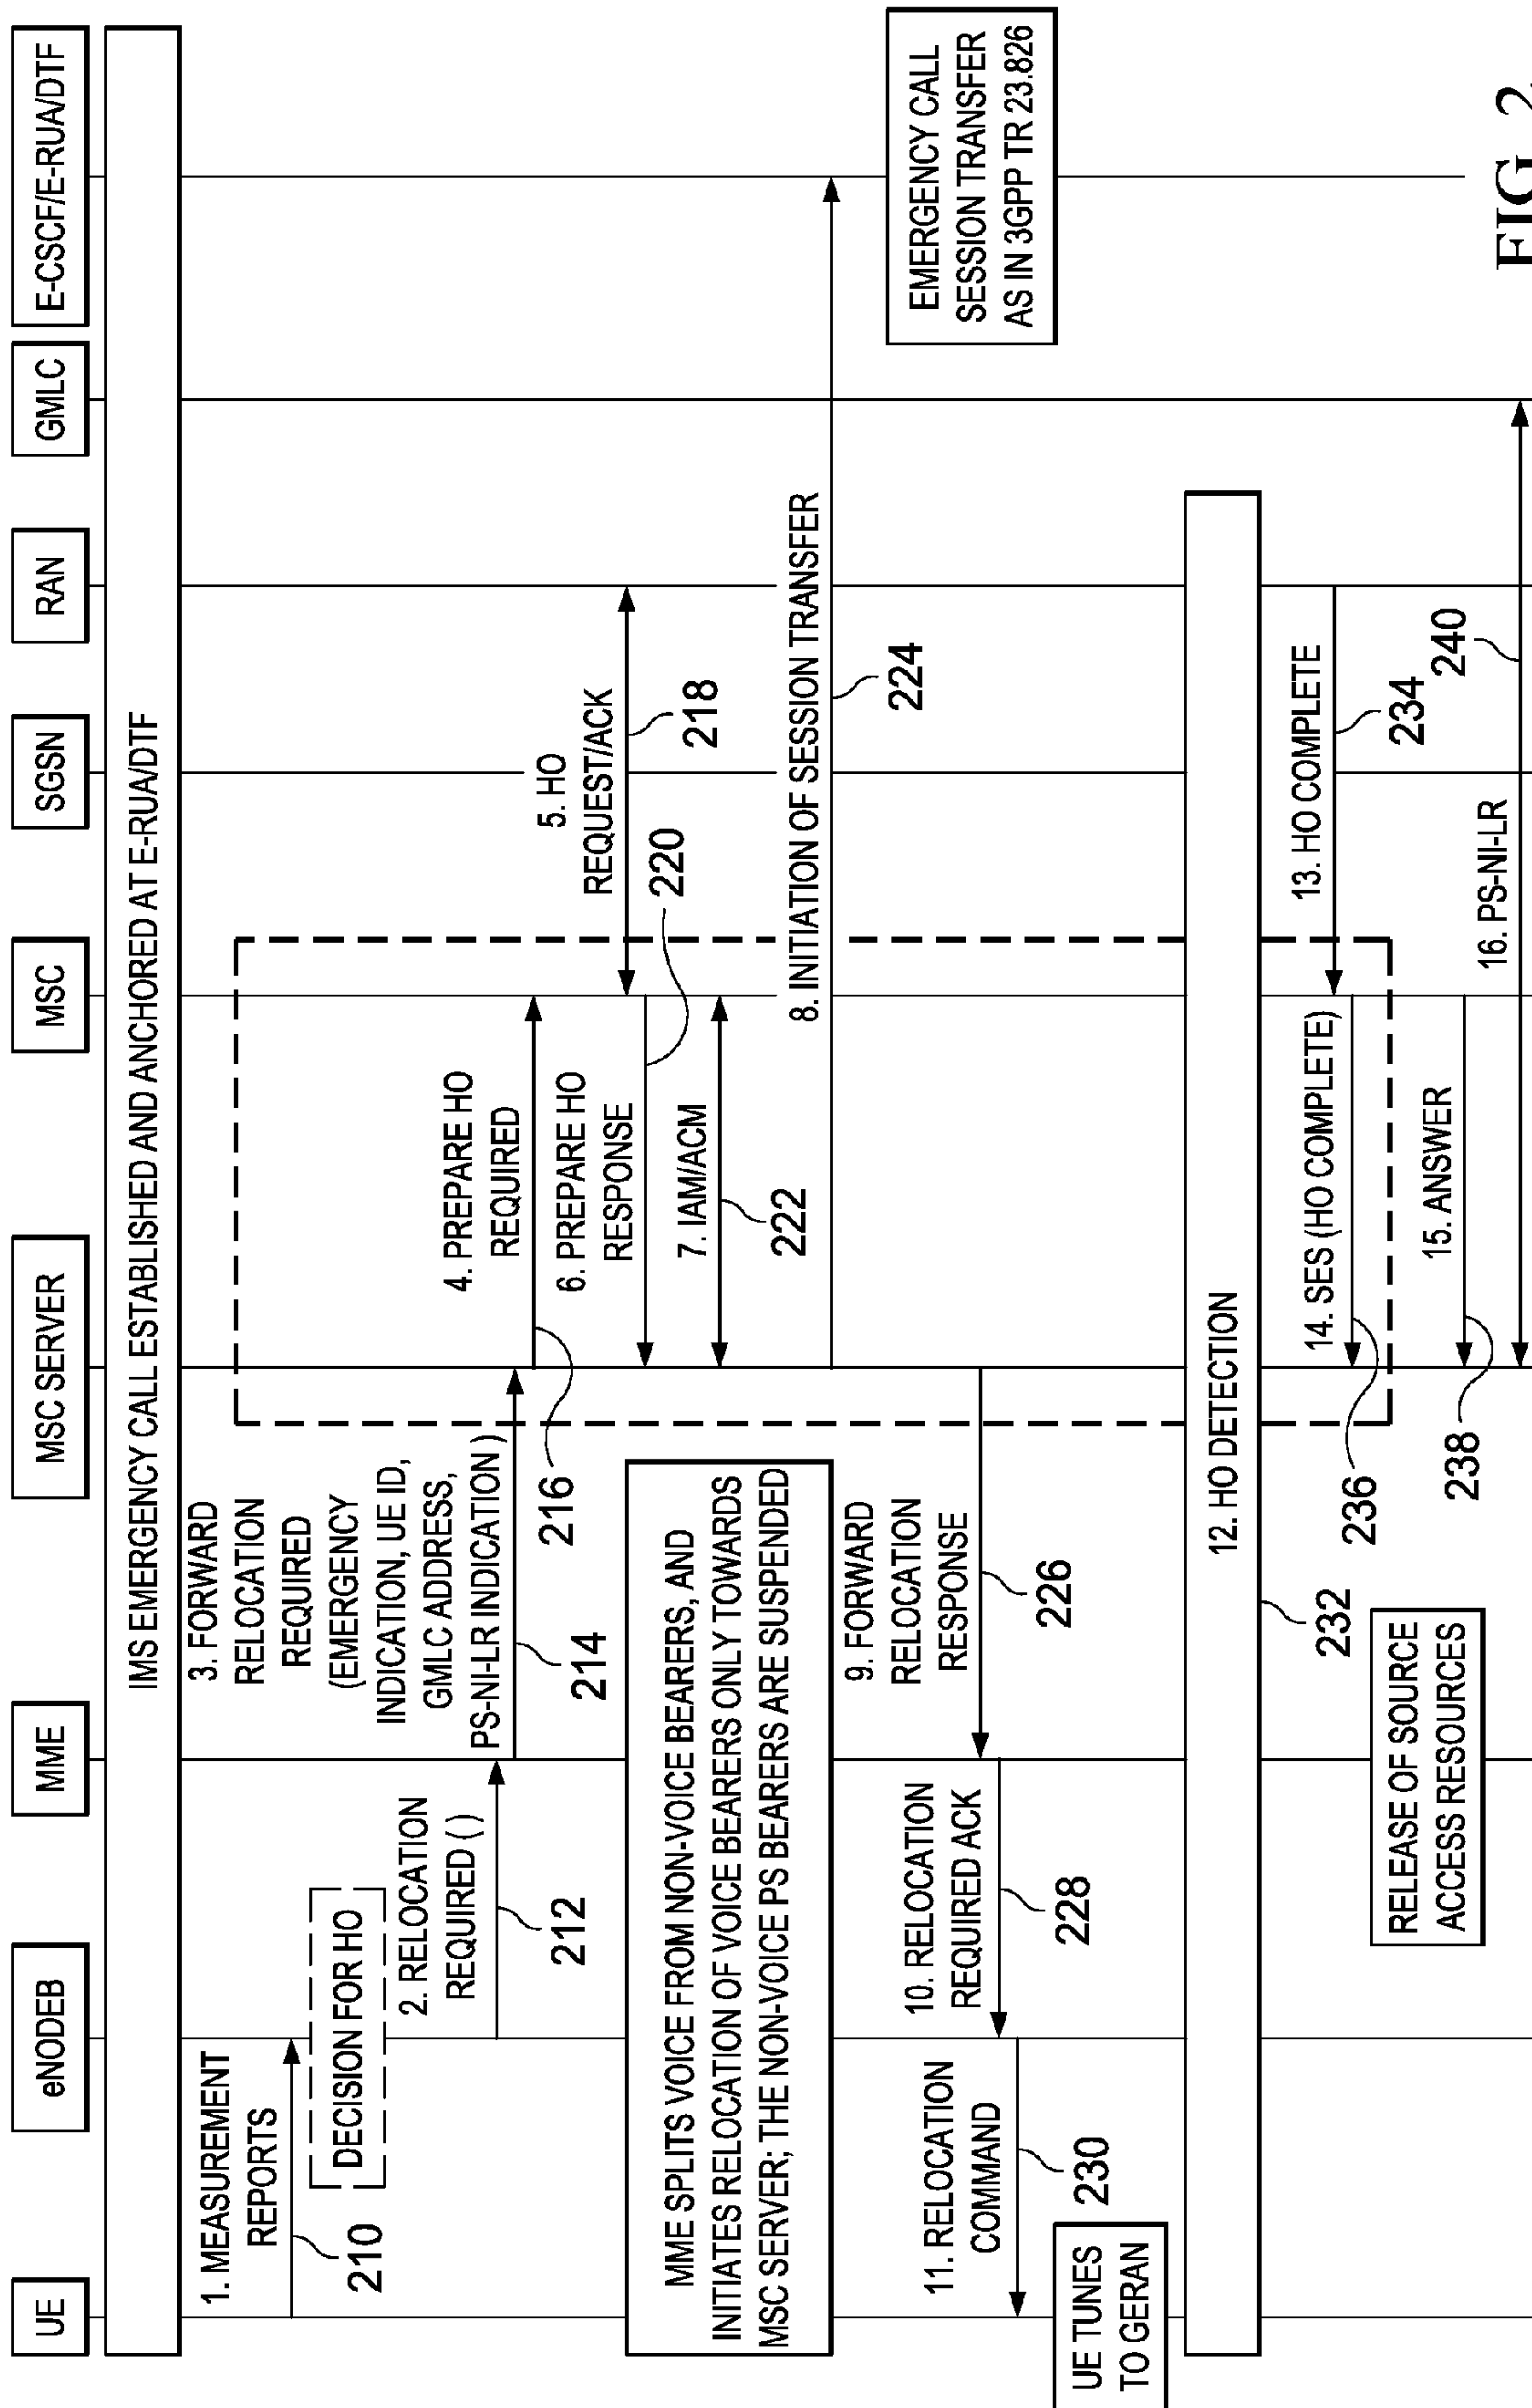 UE
eNODEB
MME
MSC SERVER
MSC
SGSN
RAN
GMLC
E-CSCF/E-RUA/DTF
IMS EMERGENCY CALL ESTABLISHED AND ANCHORED AT E-RUA/DTF
1. MEASUREMENT
REPORTS
210
DECISION FOR HO
2. RELOCATION
REQUIRED ( )
212
3. FORWARD
RELOCATION
REQUIRED
(EMERGENCY
INDICATION, UE ID,
GMLC ADDRESS,
PS-NI-LR INDICATION )
214
4. PREPARE HO
REQUIRED
216
5. HO
REQUEST/ACK
218
6. PREPARE HO
RESPONSE
220
7. IAM/ACM
222
MME SPLITS VOICE FROM NON-VOICE BEARERS, AND
INITIATES RELOCATION OF VOICE BEARERS ONLY TOWARDS
MSC SERVER; THE NON-VOICE PS BEARERS ARE SUSPENDED
8. INITIATION OF SESSION TRANSFER
224
EMERGENCY CALL
SESSION TRANSFER
AS IN 3GPP TR 23.826
9. FORWARD
RELOCATION
RESPONSE
226
10. RELOCATION
REQUIRED ACK
228
11. RELOCATION
COMMAND
230
UE TUNES
TO GERAN
12. HO DETECTION
232
13. HO COMPLETE
234
14. SES (HO COMPLETE)
236
RELEASE OF SOURCE
ACCESS RESOURCES
15. ANSWER
238
16. PS-NI-LR
240
FIG. 2